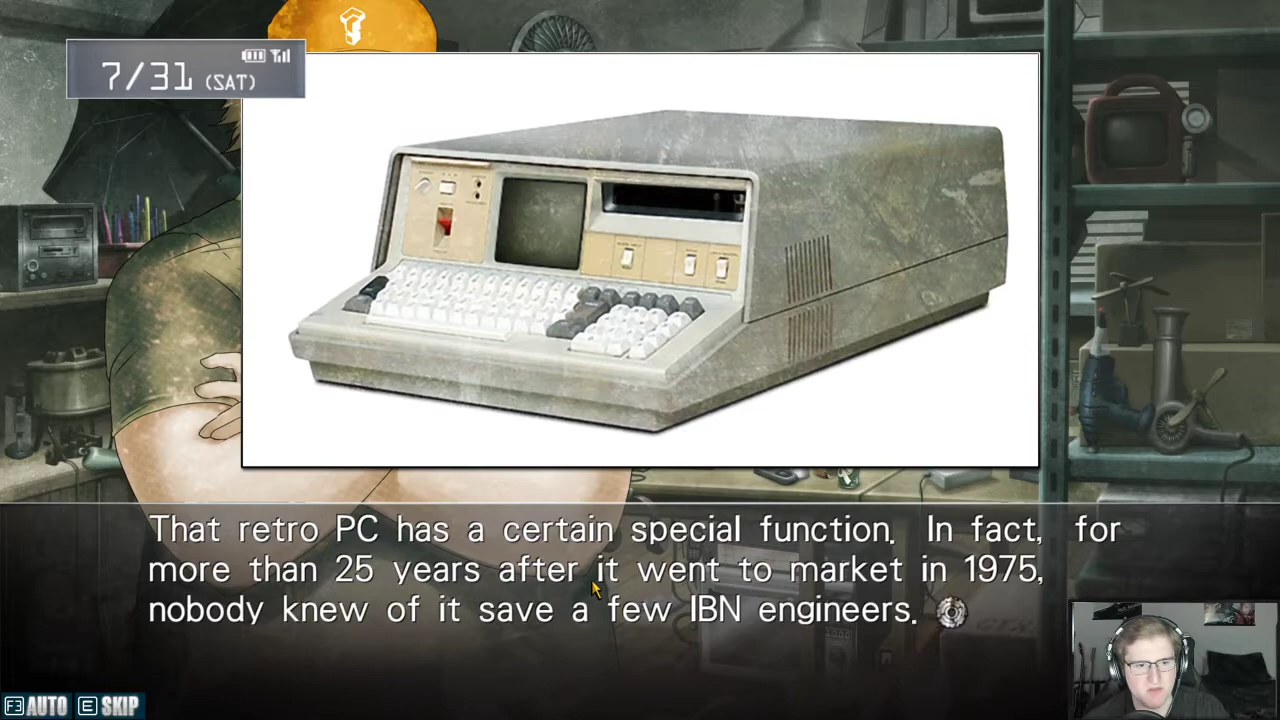 7/31 (SAT)
That retro PC has a certain special function. In fact, for
more than 25 years after it went to market in 1975,
nobody knew of it save a few IBN engineers.
F3 AUTO E SKIP